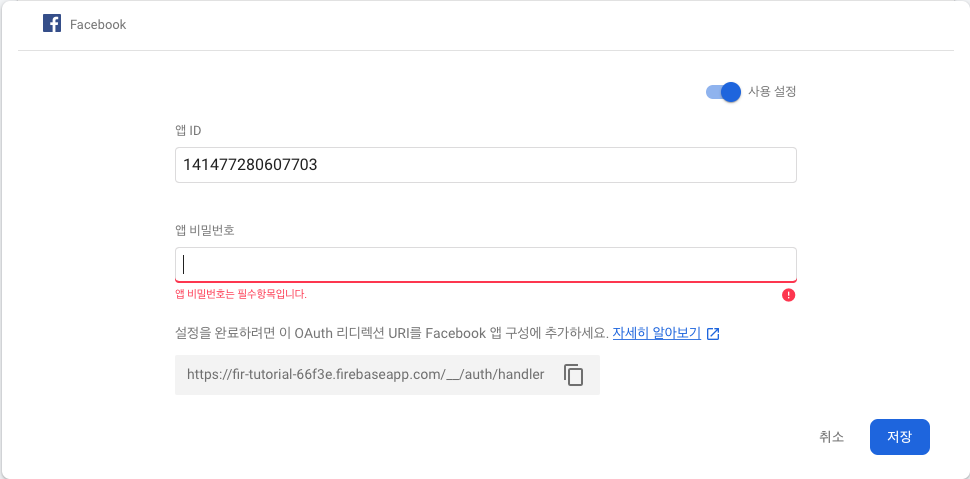 Facebook
사용 설정
앱 ID
141477280607703
앱 비밀번호
앱 비밀번호는 필수항목입니다.
설정을 완료하려면 이 OAuth 리디렉션 URI를 Facebook 앱 구성에 추가하세요. 자세히 알아보기
https://fir-tutorial-66f3e.firebaseapp.com/__/auth/handler
취소 저장